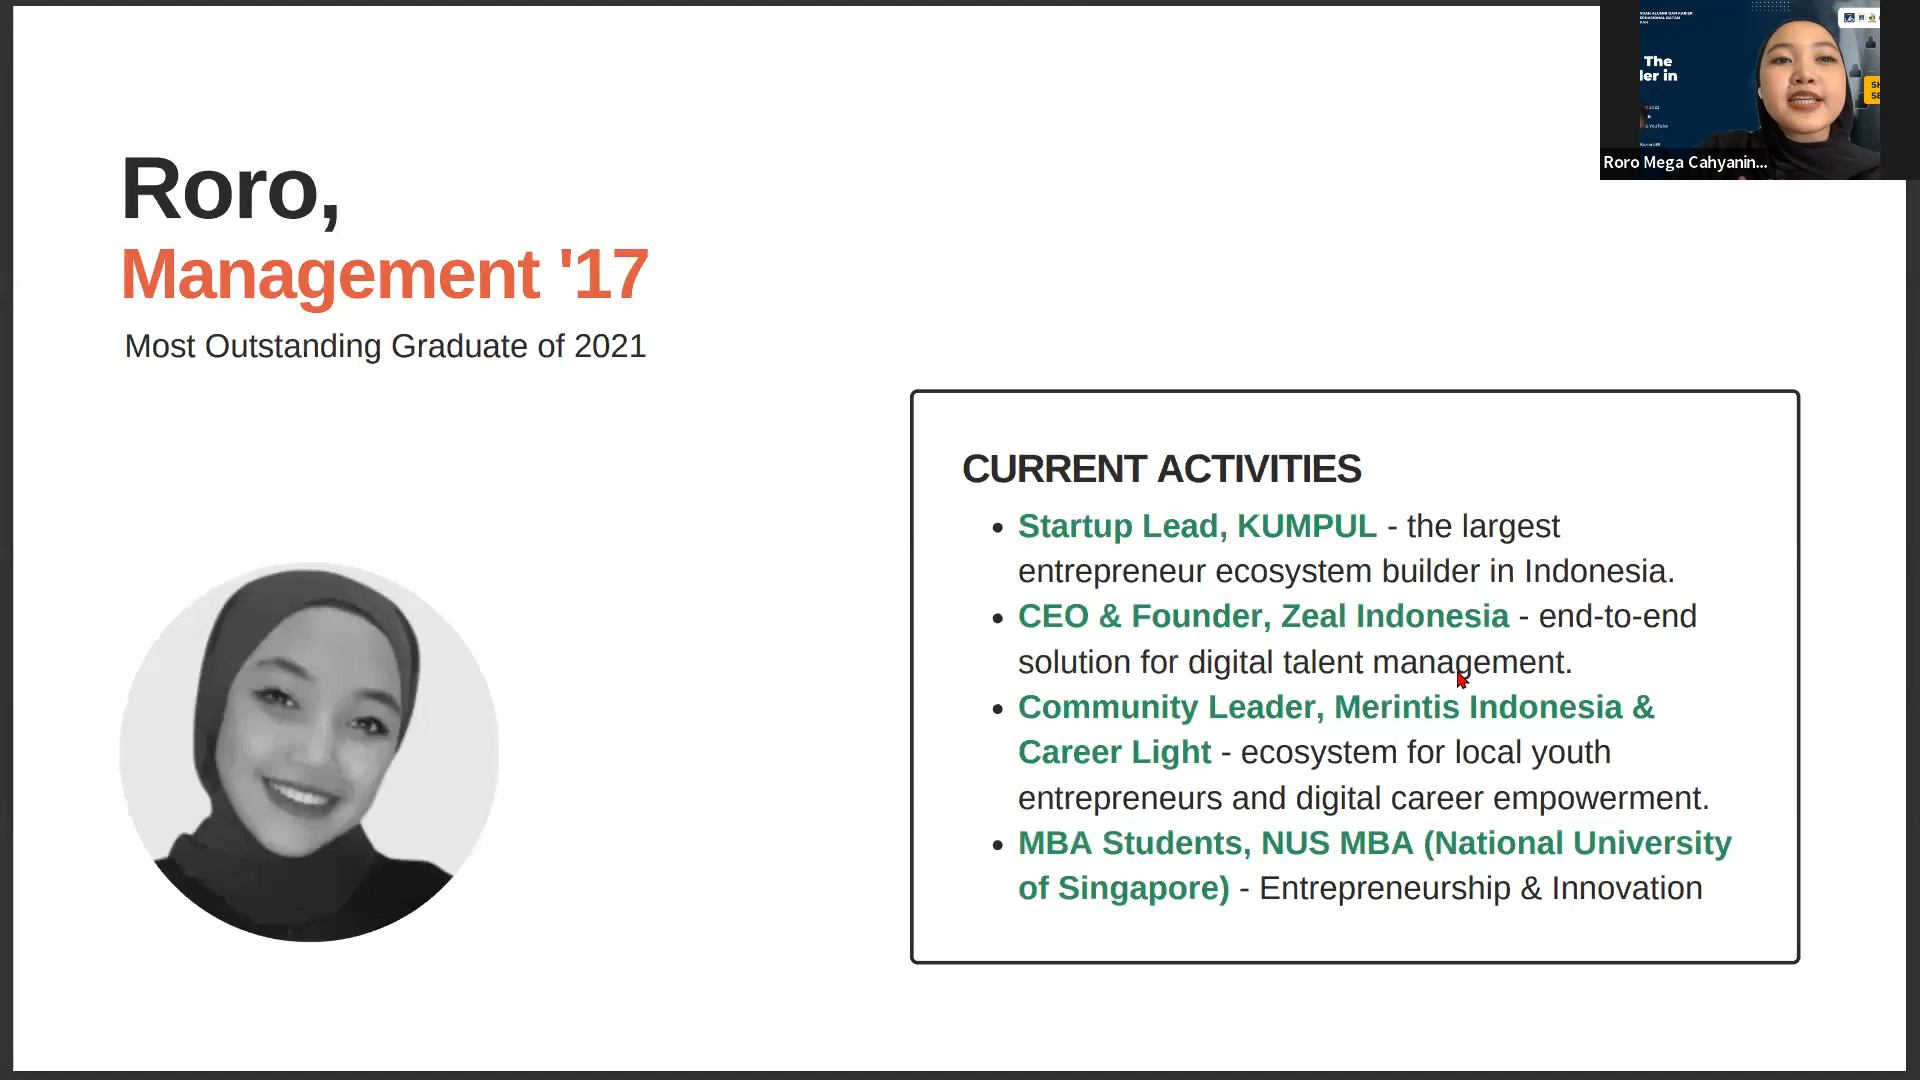 Roro,
Management '17
Most Outstanding Graduate of 2021
CURRENT ACTIVITIES
• Startup Lead, KUMPUL - the largest
entrepreneur ecosystem builder in Indonesia.
• CEO & Founder, Zeal Indonesia - end-to-end
solution for digital talent management.
• Community Leader, Merintis Indonesia &
Career Light - ecosystem for local youth
entrepreneurs and digital career empowerment.
• MBA Students, NUS MBA (National University
of Singapore) - Entrepreneurship & Innovation
The
ler in
Roro Mega Cahyanin...